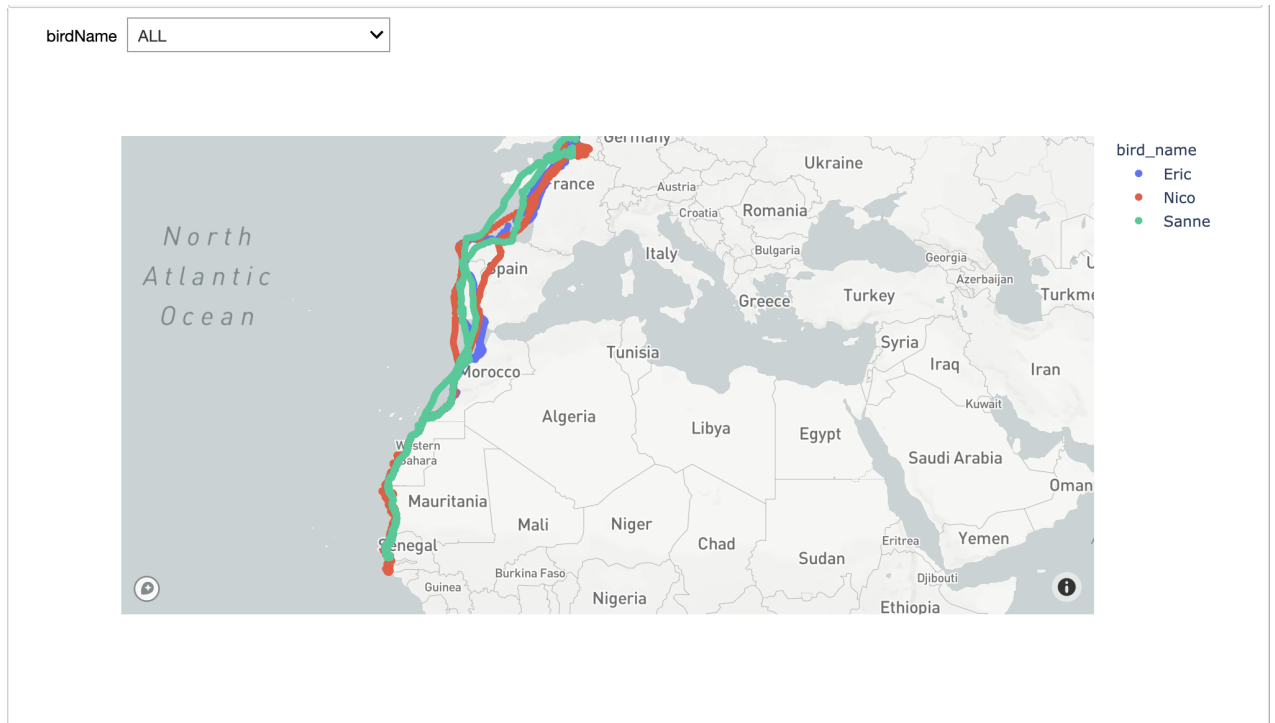 birdName ALL
Germany
bird_name
Ukraine
Eric
France
Austria
Nico
Croatia
Romania
Sanne
North
Atlantic
Ocean
Italy
Bulgaria
Georgia
Spain
Azerbaijan
Greece
Turkey
Turkme
Syria
Tunisia
Iraq
Iran
Morocco
Kuwait
Algeria
Libya
Egypt
Western
Sahara
Saudi Arabia
Oman
Mauritania
Mali
Niger
Chad
Eritrea
Yemen
Senegal
Sudan
Burkina Faso
Djibouti
Guinea
Nigeria
Ethiopia